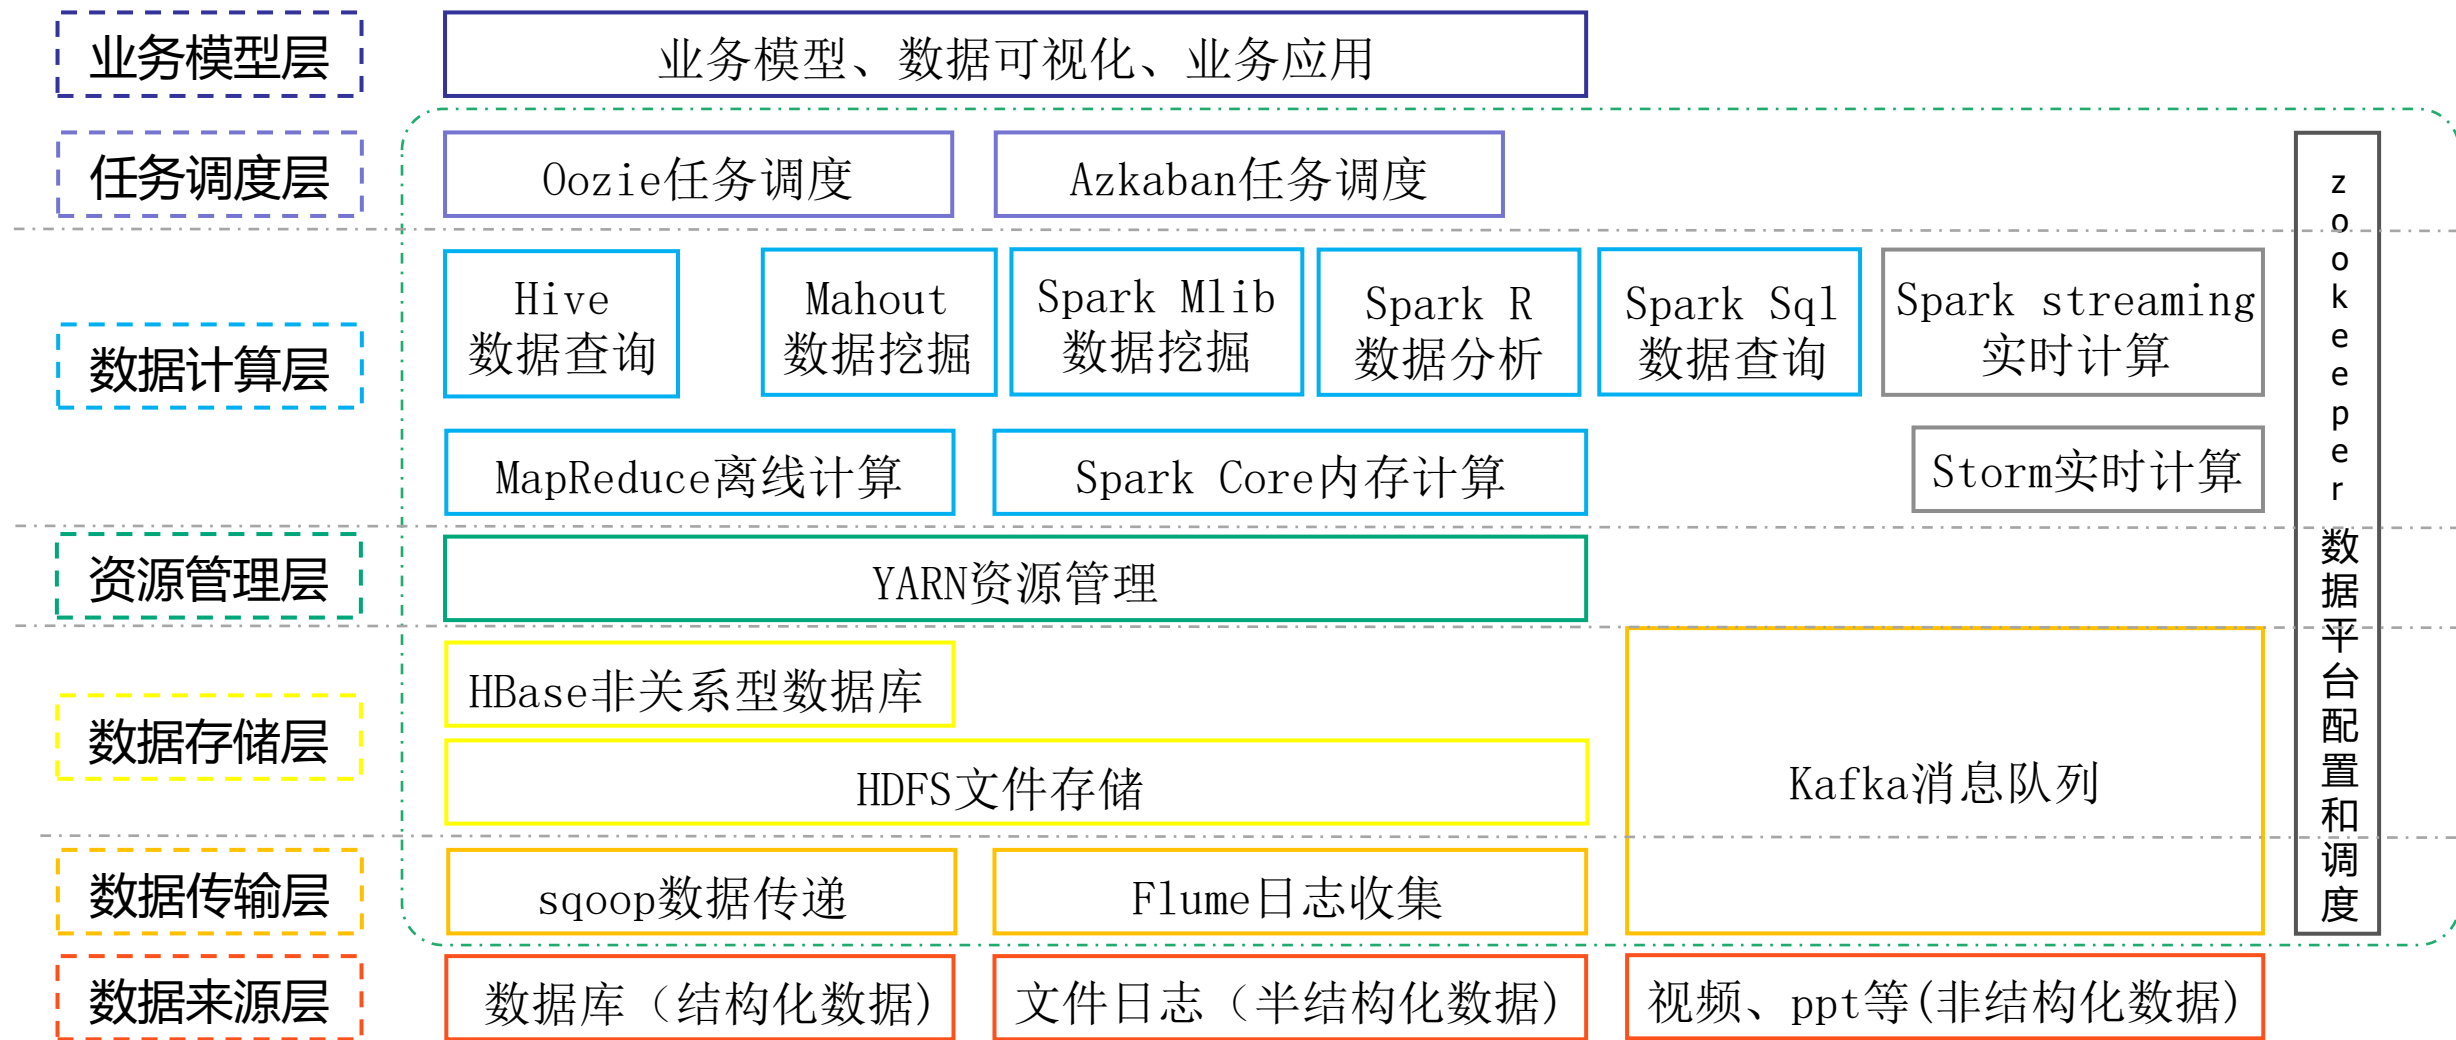 业务模型层
业务模型、数据可视化、业务应用
任务调度层
Oozie任务调度
Azkaban任务调度
数据计算层
Hive
数据查询
Mahout
数据挖掘
Spark Mlib
数据挖掘
Spark R
数据分析
Spark Sql
数据查询
Spark streaming
实时计算
MapReduce离线计算
Spark Core内存计算
Storm实时计算
资源管理层
YARN资源管理
数据存储层
HBase非关系型数据库
HDFS文件存储
Kafka消息队列
数据传输层
sqoop数据传递
Flume日志收集
zookeeper数据平台配置和调度
数据来源层
数据库（结构化数据)
文件日志（半结构化数据)
视频、ppt等(非结构化数据)